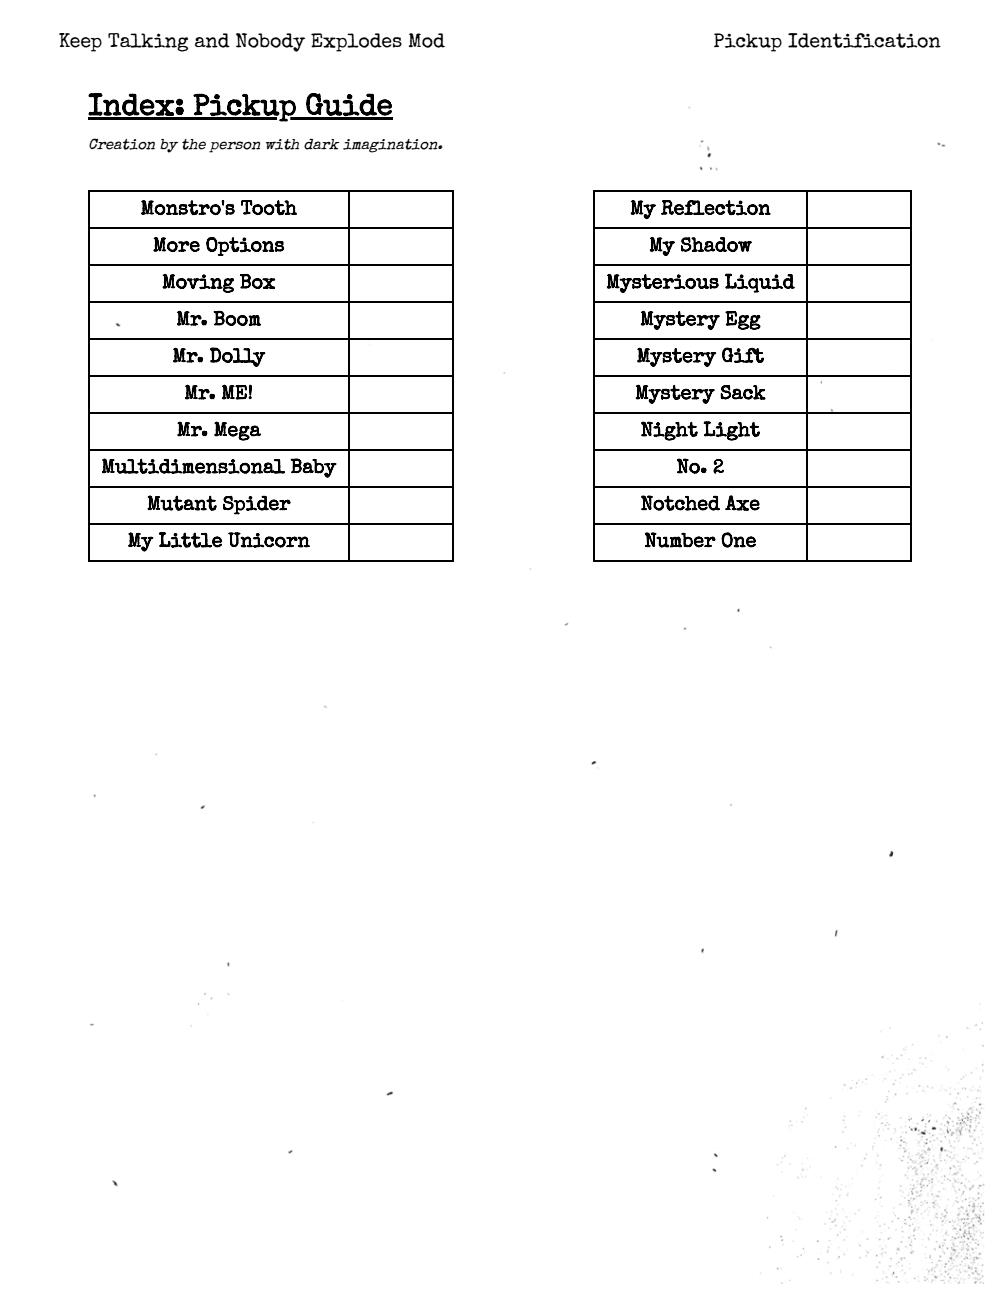 Keep Talking and Nobody Explodes Mod
Pickup Identification
Index: Pickup Guide
Creation by the person with dark imagination.
Monstro's Tooth
More Options
Moving Box
Mr. Boom
Mr. Dolly
Mr. ME!
Mr. Mega
Multidimensional Baby
Mutant Spider
My Little Unicorn
My Reflection
My Shadow
Mysterious Liquid
Mystery Egg
Mystery Gift
Mystery Sack
Night Light
No. 2
Notched Axe
Number One